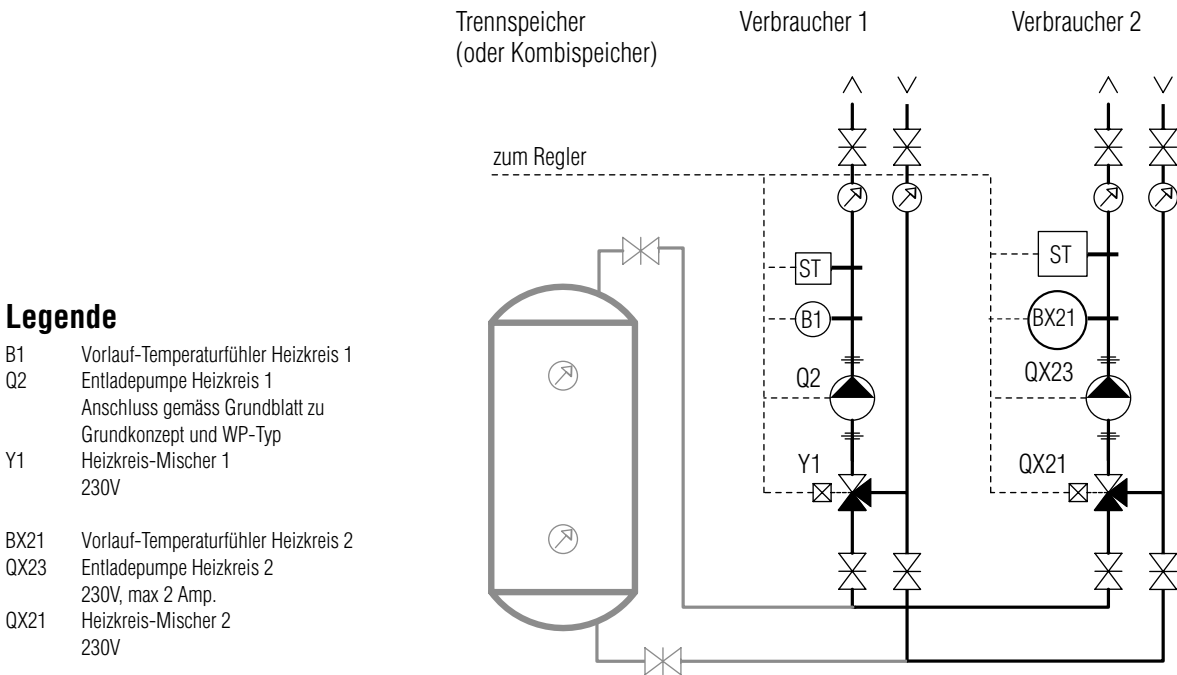 Trennspeicher
(oder Kombispeicher)
Verbraucher 1
Verbraucher 2
zum Regler
ST
B1
Q2
Y1
ST
BX21
QX23
QX21
Legende
B1 Vorlauf-Temperaturfühler Heizkreis 1
Q2 Entladepumpe Heizkreis 1
Anschluss gemäss Grundblatt zu
Grundkonzept und WP-Typ
Y1 Heizkreis-Mischer 1
230V
BX21 Vorlauf-Temperaturfühler Heizkreis 2
QX23 Entladepumpe Heizkreis 2
230V, max 2 Amp.
QX21 Heizkreis-Mischer 2
230V